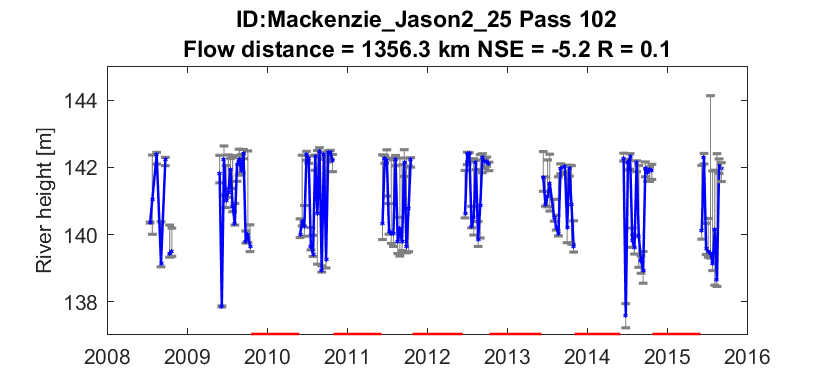 ID:Mackenzie_Jason2_25 Pass 102
Flow distance = 1356.3 km NSE = -5.2 R = 0.1
River height [m]
144
142
140
138
2008 2009 2010 2011 2012 2013 2014 2015 2016